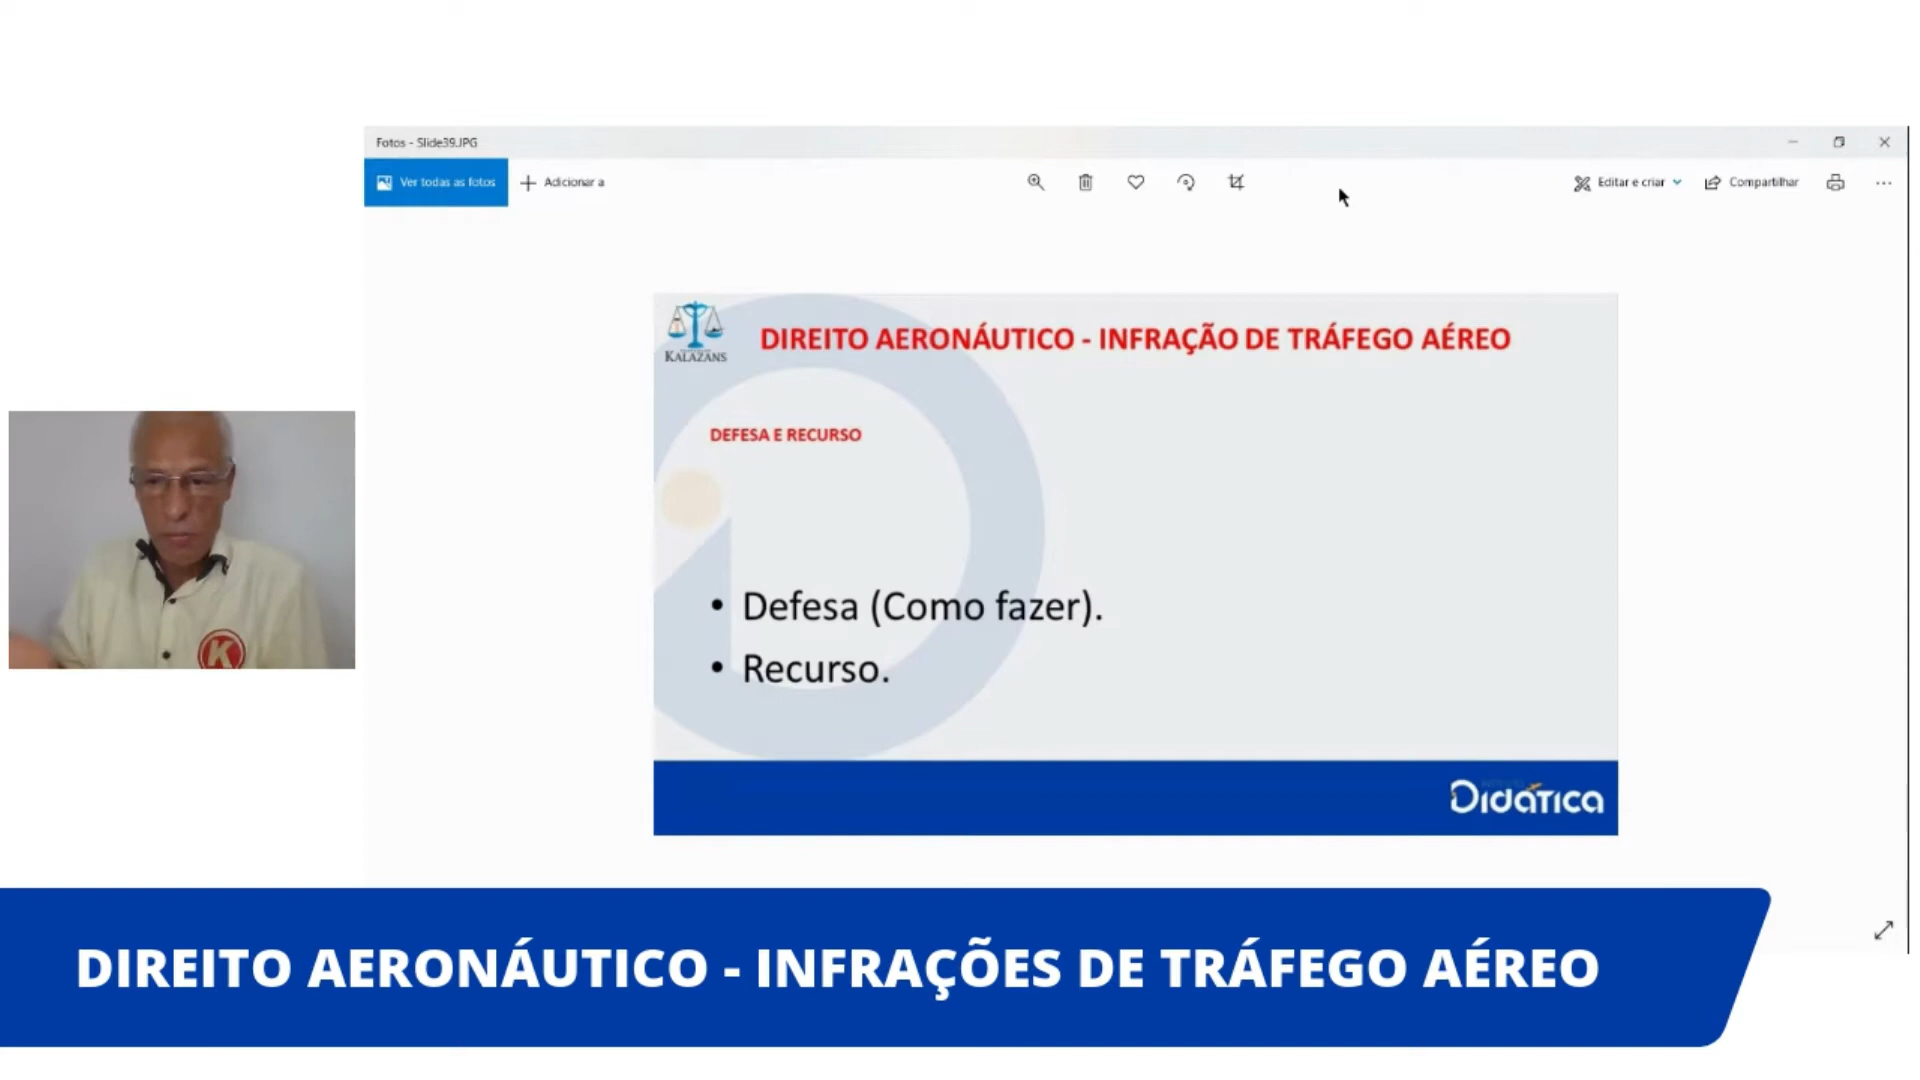 Fotos - Slide39.JPG
Ver todas as fotos
Adicionar a
Editar e criar
Compartilhar
KALAZANS
DIREITO AERONÁUTICO - INFRAÇÃO DE TRÁFEGO AÉREO
DEFESA E RECURSO
• Defesa (Como fazer).
• Recurso.
Didática
K
DIREITO AERONÁUTICO - INFRAÇÕES DE TRÁFEGO AÉREO